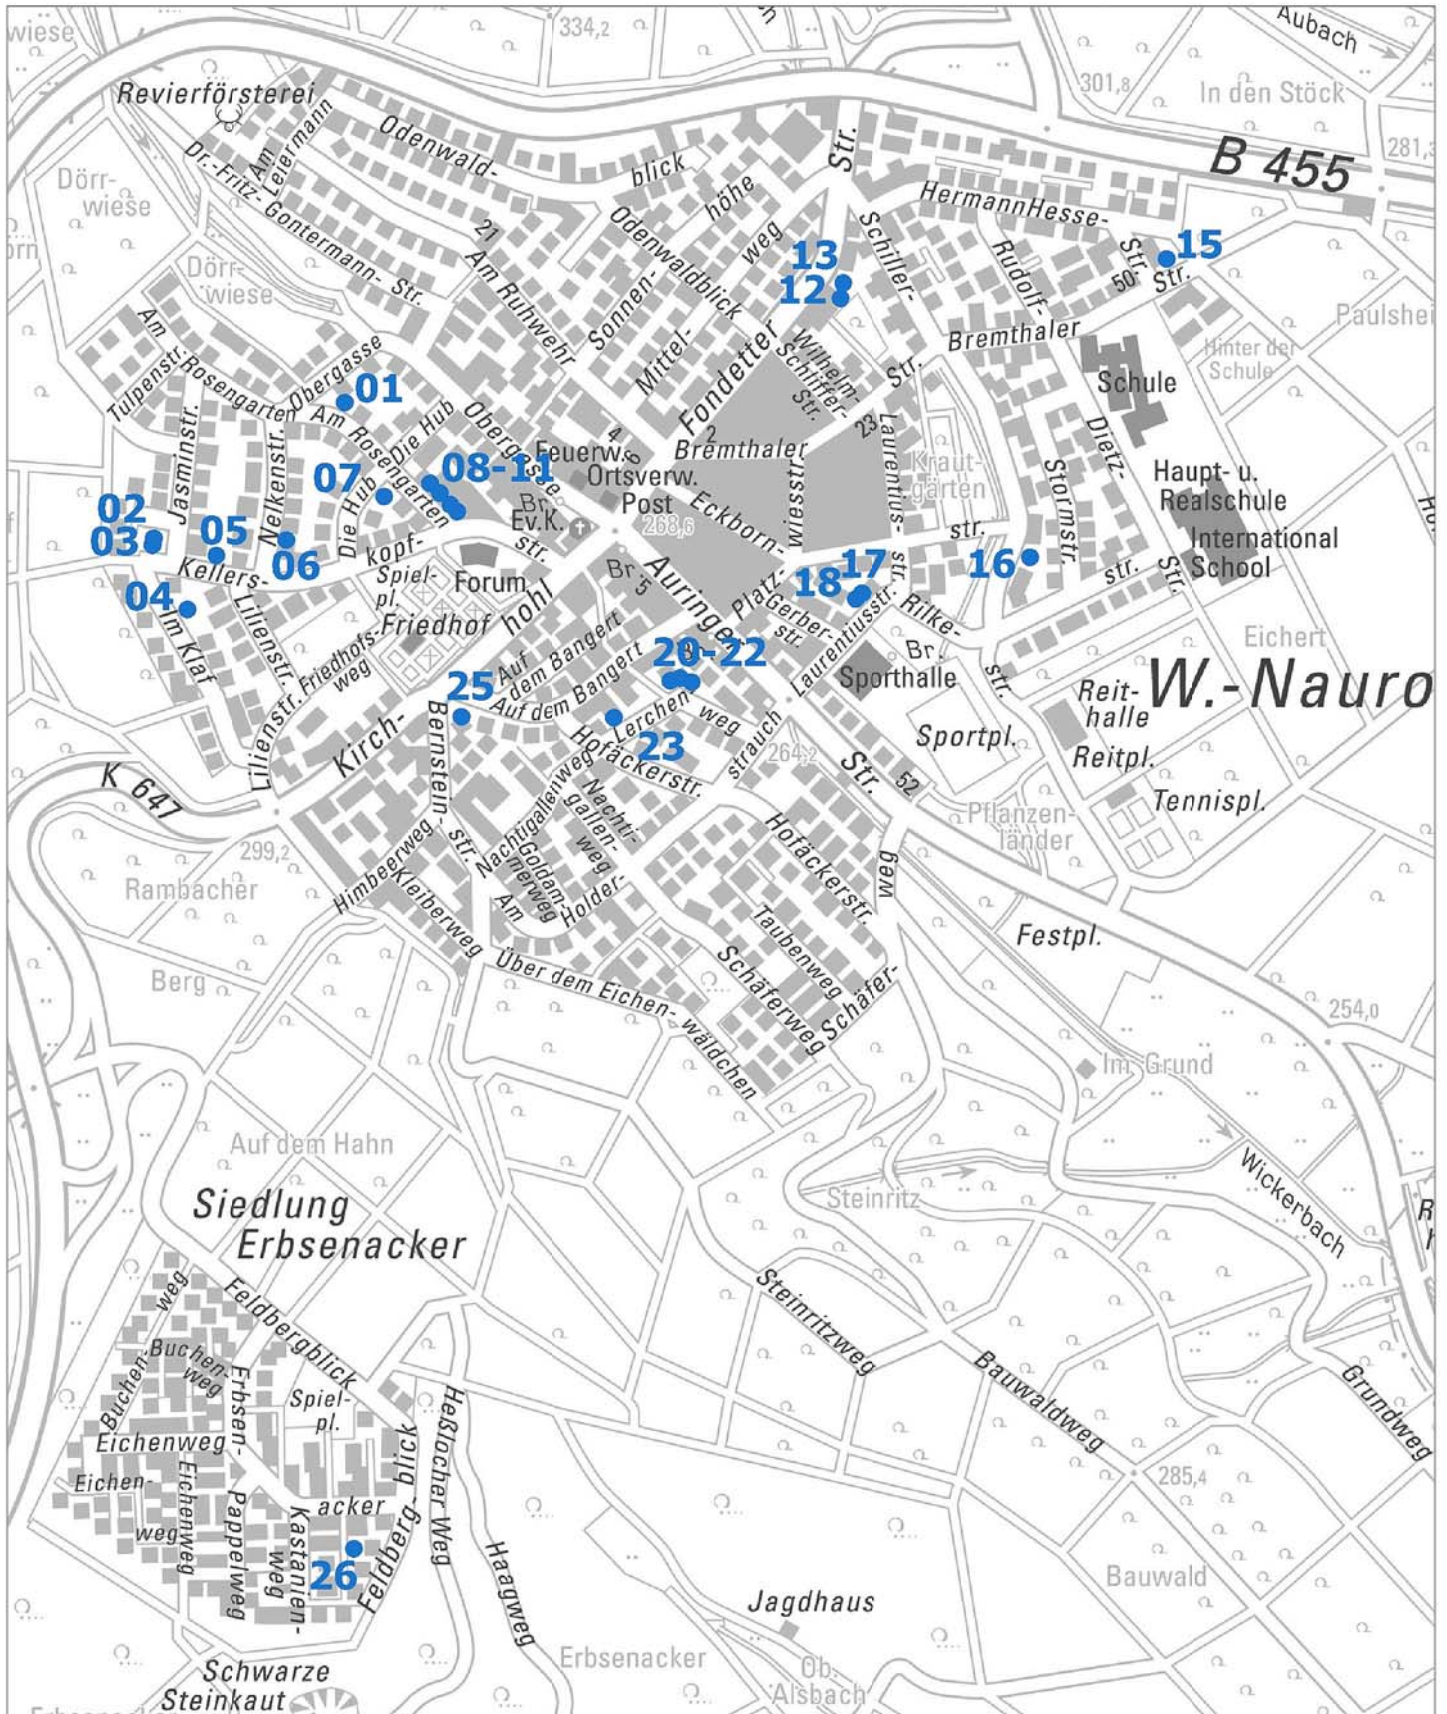 wiese
334,2
Aubach
301,8
In den Stöck
Revierförsterei
281,3
B 455
Odenwald-
blick
Str.
Am
Leiermann
Dr.-Fritz-Gontermann-
Str.
Dörr-
wiese
höhe
HermannHesse-
Odenwaldblick
weg
Schiller-
Str.
15
21
13
Rudolf-
50
Str.
Dörr-
wiese
Am Ruhwehr
Sonnen-
12
Am
Mittel-
Fondetter
Wilhelm-
Schiffer-
Str.
Bremthaler
Paulshei
Hinter der
Schule
Obergasse
Tulpenstr.
Rosengarten
01
Str.
Schule
Am Rosengarten
Die Hub
Obergasse
4
6
2
23
Jasminstr.
Nelkenstr.
Feuerw.
Bremthaler
Laurentius-
str.
Dietz-
Str.
07
08-11
Ortsverw.
Kraut-
gärten
Stormstr.
Haupt- u.
Realschule
02
Die Hub
Br.
Post
Eckborn-
str.
wiesstr.
03
05
Ev.K.
268,6
str.
International
School
06
kopf-
str.
16
Kellers-
Spiel-
pl.
Forum
Br.
5
Auringer
Platz-
18
17
str.
04
Lilienstr.
hohl
Gerber-
str.
Laurentiusstr.
Rilke-
str.
Im Klaf
Friedhof
Friedhofs-
weg
Auf
dem Bangert
20-22
Br.
Eichert
Sporthalle
W.-Nauro
25
Auf dem Bangert
Lerchen
weg
Reit-
halle
Lilienstr.
Kirch-
Bernstein-
str.
23
strauch
264,2
Sportpl.
Reitpl.
Hofäckerstr.
Str.
K 647
Nachtigallenweg
Nachti-
gallen-
weg
52
Tennispl.
Pflanzen-
länder
299,2
Hofäckerstr.
Himbeerweg
Goldam-
merweg
weg
Rambacher
Kleiberweg
Am
Holder-
Taubenweg
Festpl.
Berg
Über dem Eichen-
wäldchen
Schäferweg
Schäfer-
254,0
Im Grund
Auf dem Hahn
Wickerbach
Siedlung
Erbsenacker
Steinritz
weg
Feldbergblick
Steinritzweg
Buchen-
Buchen-
weg
Erbsen-
Spiel-
pl.
Heßlocher Weg
Bauwaldweg
Grundweg
Eichenweg
Feldberg-
blick
Eichen-
weg
Eichenweg
Pappelweg
acker
Kastanien-
weg
285,4
26
Haagweg
Bauwald
Jagdhaus
Schwarze
Steinkaut
Erbsenacker
Ob.
Alsbach